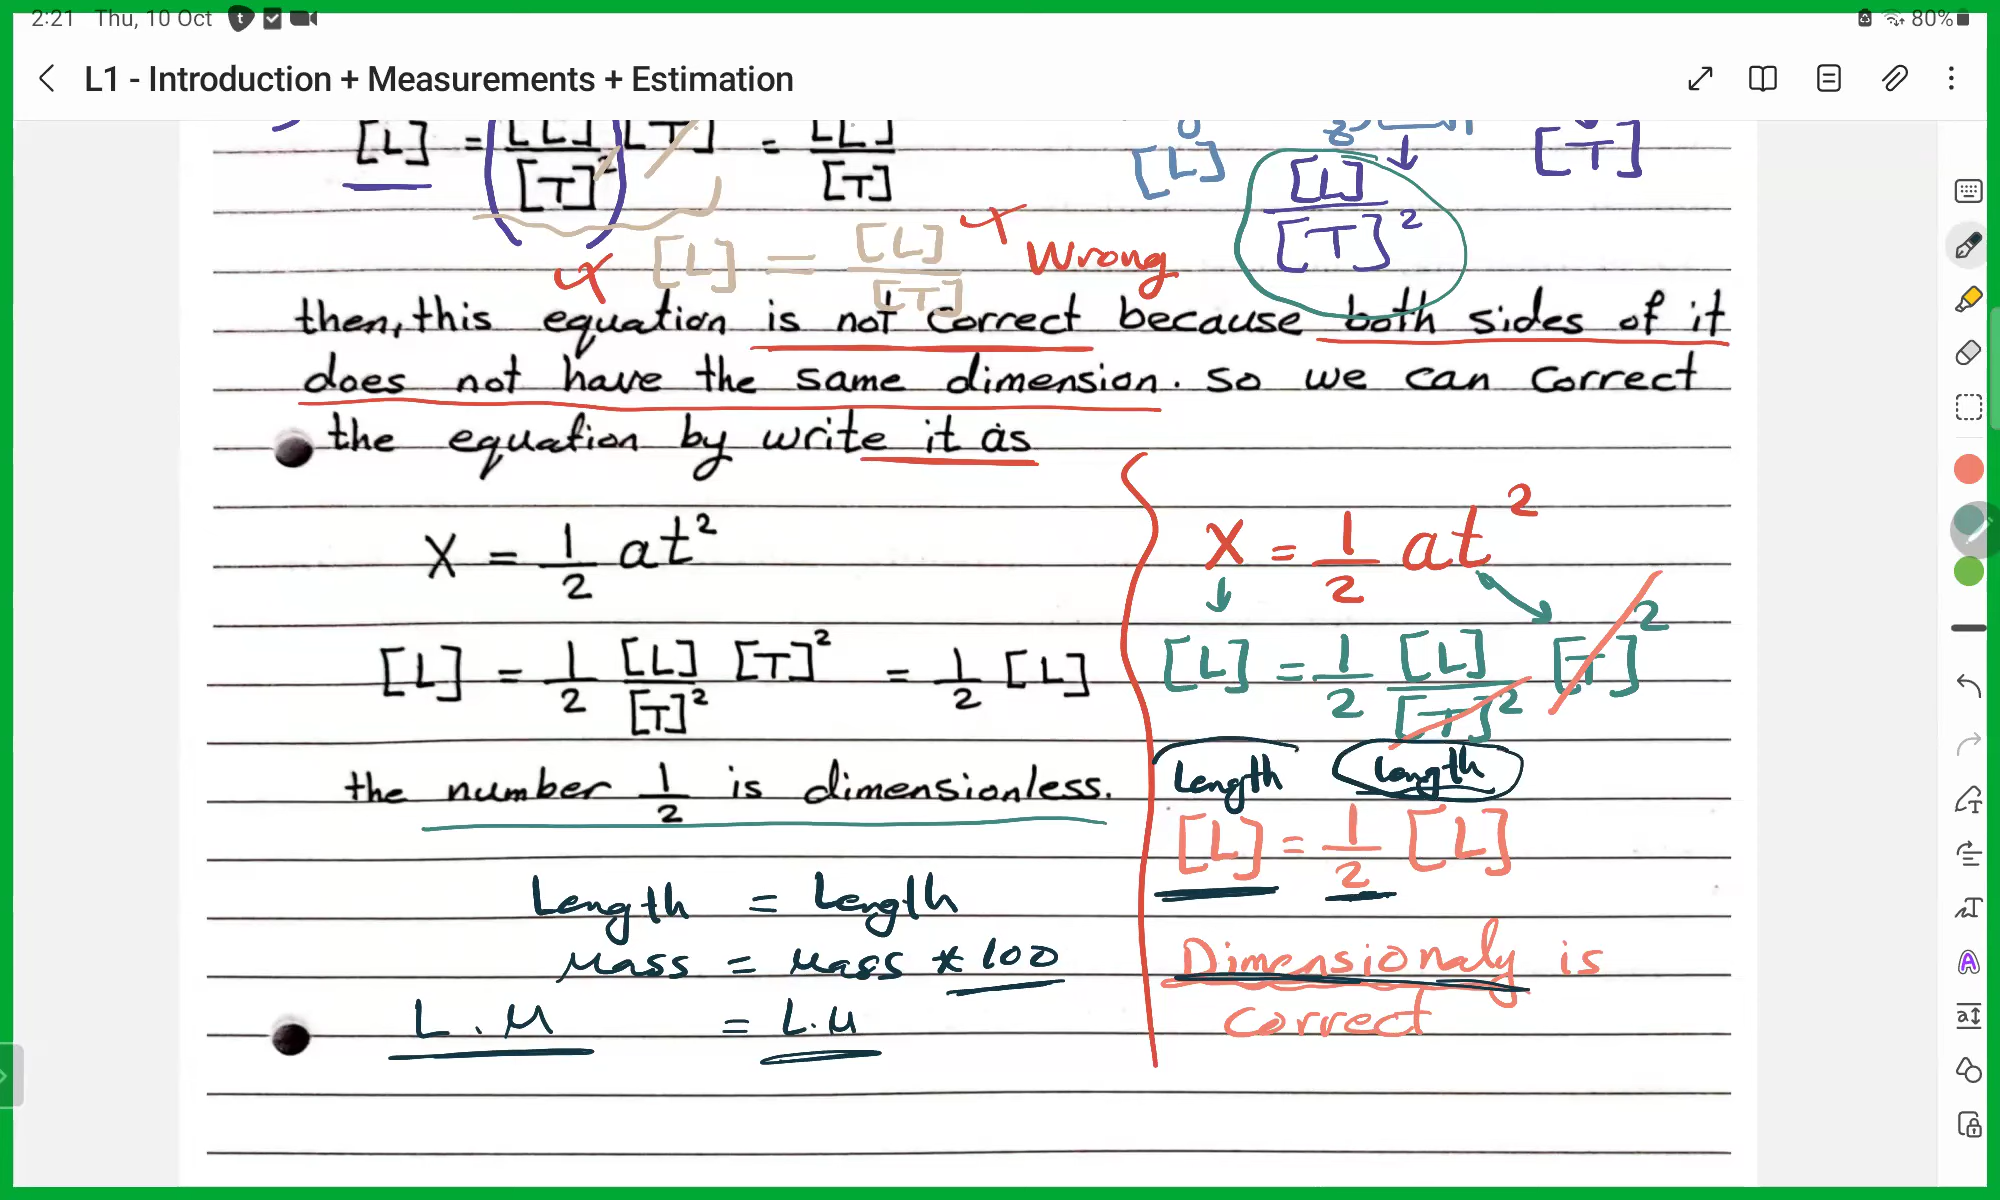 2:21 Thu, 10 Oct
80%
L1 - Introduction + Measurements + Estimation
[L] = [L]/[T]² [T] = [L]/[T]
[L] [L]/[T]² [T]
[L] = [L]/[T] Wrong
then, this equation is not correct because both sides of it
does not have the same dimension. So we can correct
the equation by write it as
X = 1/2 at²
[L] = 1/2 [L]/[T]² [T]² = 1/2 [L]
the number 1/2 is dimensionless.
Length = Length
Mass = Mass * 100
L . M = L.M
X = 1/2 at²
[L] = 1/2 [L]/[T]² [T]²
Length Length
[L] = 1/2 [L]
Dimensionaly is
correct